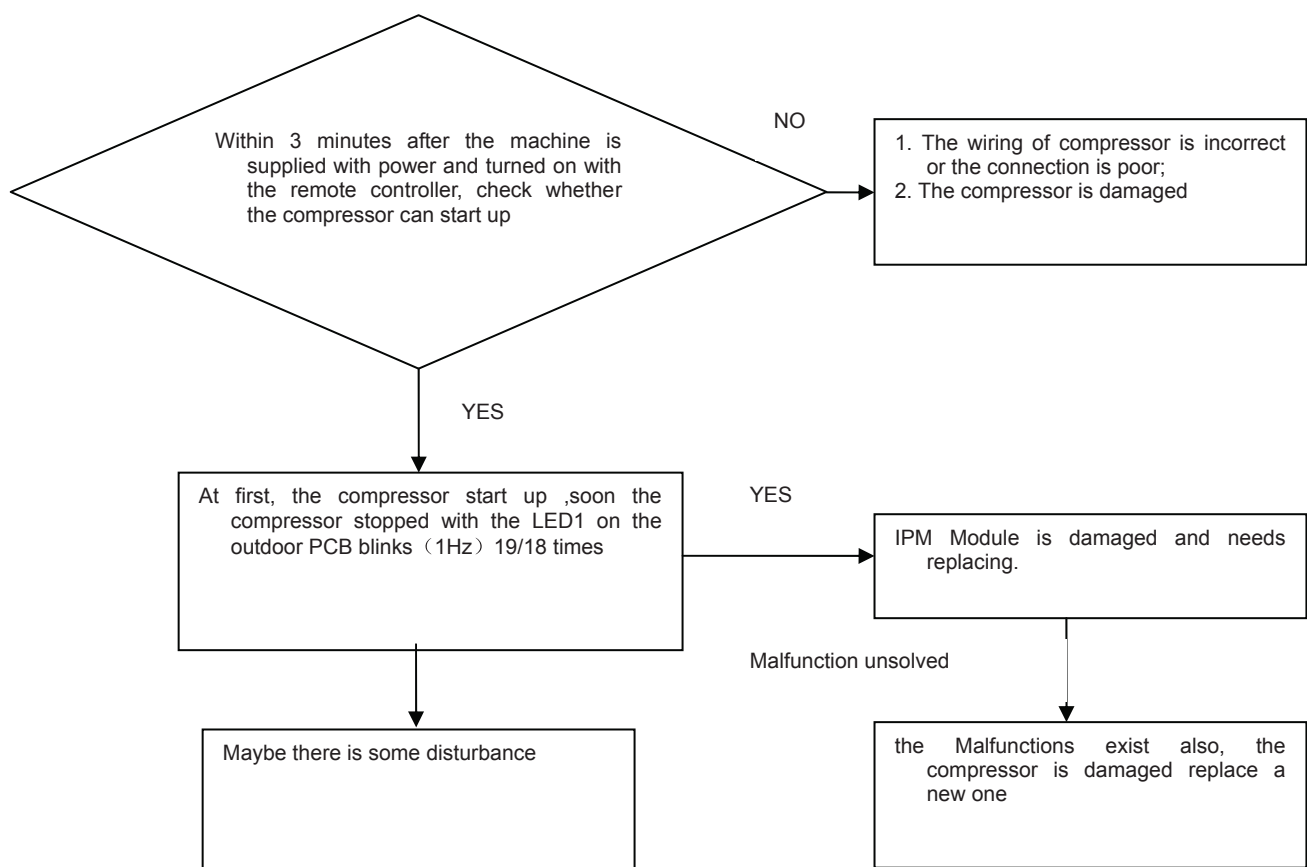 Within 3 minutes after the machine is
supplied with power and turned on with
the remote controller, check whether
the compressor can start up
NO
1. The wiring of compressor is incorrect
or the connection is poor;
2. The compressor is damaged
YES
At first, the compressor start up ,soon the
compressor stopped with the LED1 on the
outdoor PCB blinks（1Hz）19/18 times
YES
IPM Module is damaged and needs
replacing.
Malfunction unsolved
Maybe there is some disturbance
the Malfunctions exist also, the
compressor is damaged replace a
new one